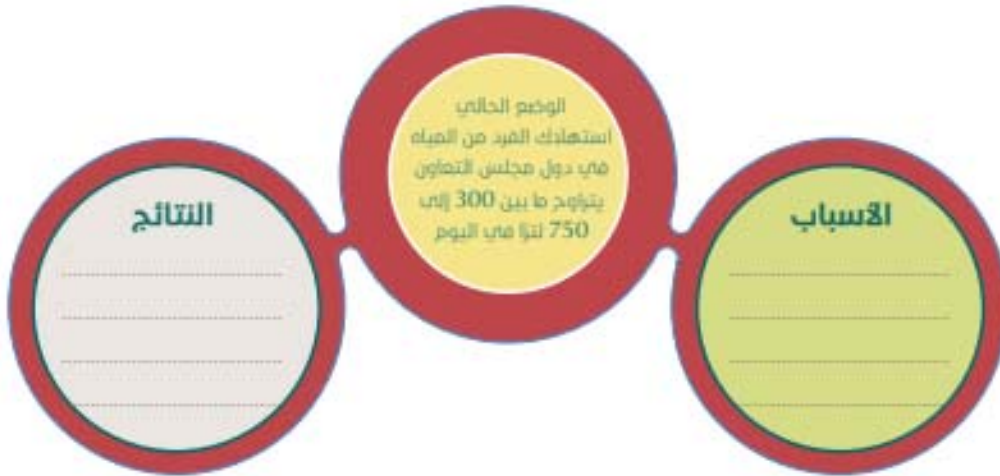 الوضع الحالي
استهلاك الفرد من المياه
في دول مجلس التعاون
يتراوح ما بين 300 إلى
750 لترًا في اليوم
الأسباب
النتائج